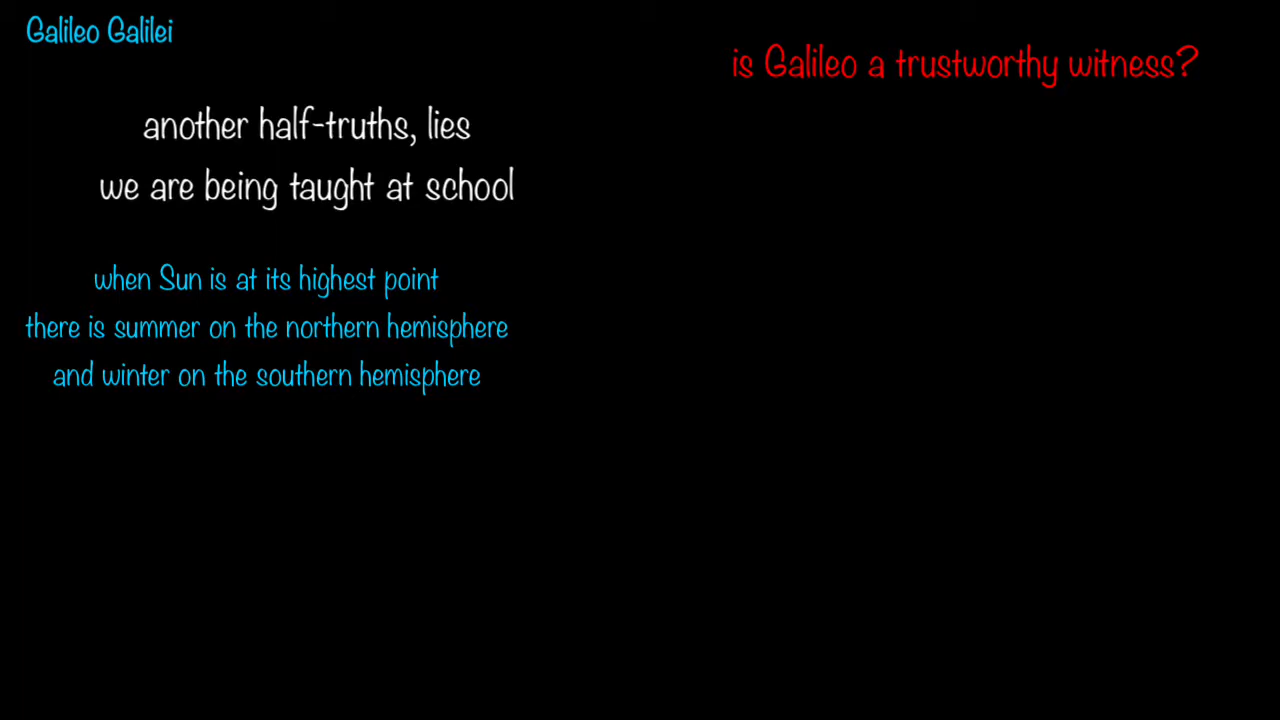 Galileo Galilei
is Galileo a trustworthy witness?
another half-truths, lies
we are being taught at school
when Sun is at its highest point
there is summer on the northern hemisphere
and winter on the southern hemisphere